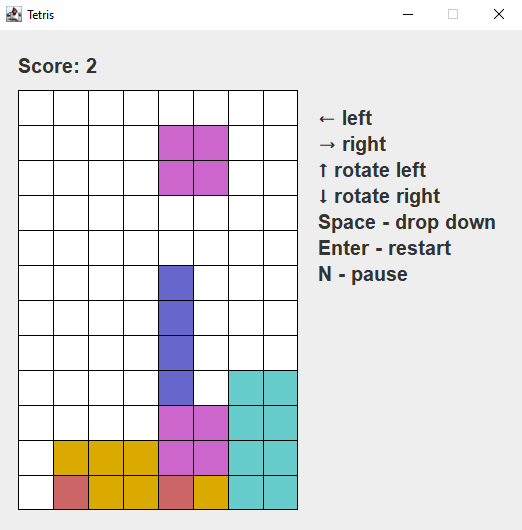 Tetris
Score: 2
← left
→ right
↑ rotate left
↓ rotate right
Space - drop down
Enter - restart
N - pause